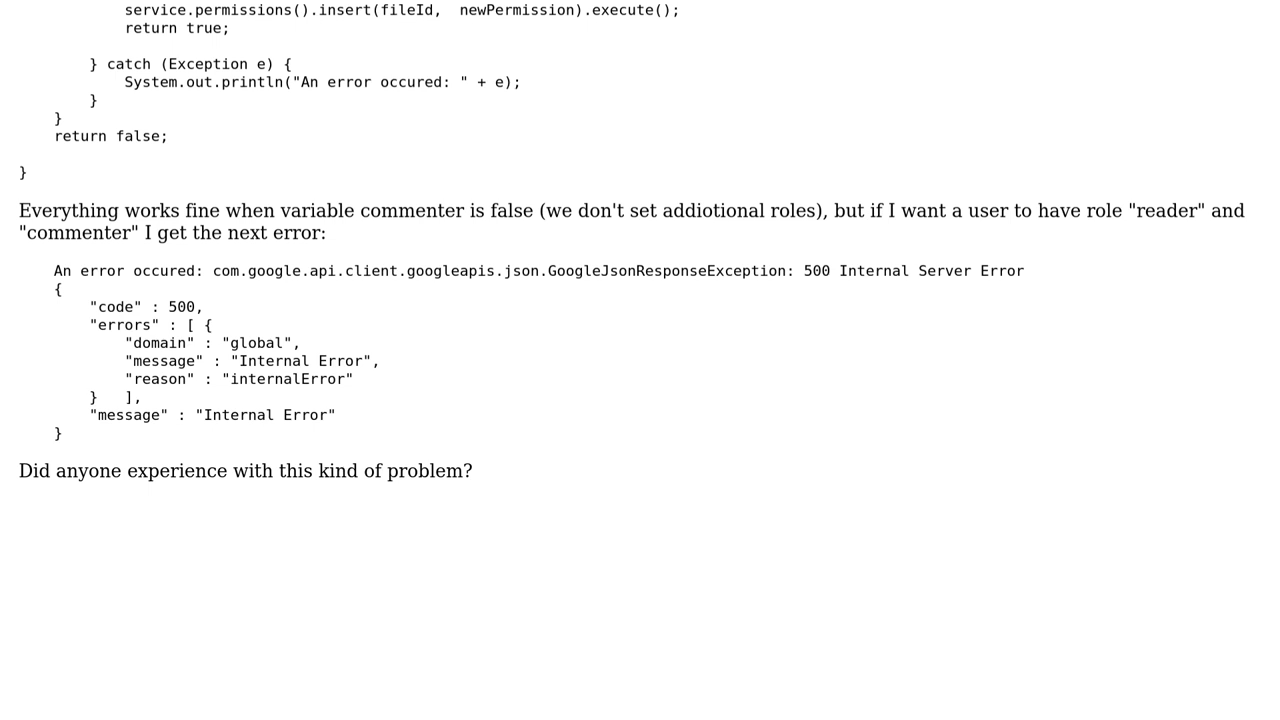 service.permissions().insert(fileId,  newPermission).execute();
return true;
} catch (Exception e) {
System.out.println("An error occured: " + e);
}
}
return false;
}
Everything works fine when variable commenter is false (we don't set addiotional roles), but if I want a user to have role "reader" and
"commenter" I get the next error:
An error occured: com.google.api.client.googleapis.json.GoogleJsonResponseException: 500 Internal Server Error
{
"code" : 500,
"errors" : [ {
"domain" : "global",
"message" : "Internal Error",
"reason" : "internalError"
}   ],
"message" : "Internal Error"
}
Did anyone experience with this kind of problem?